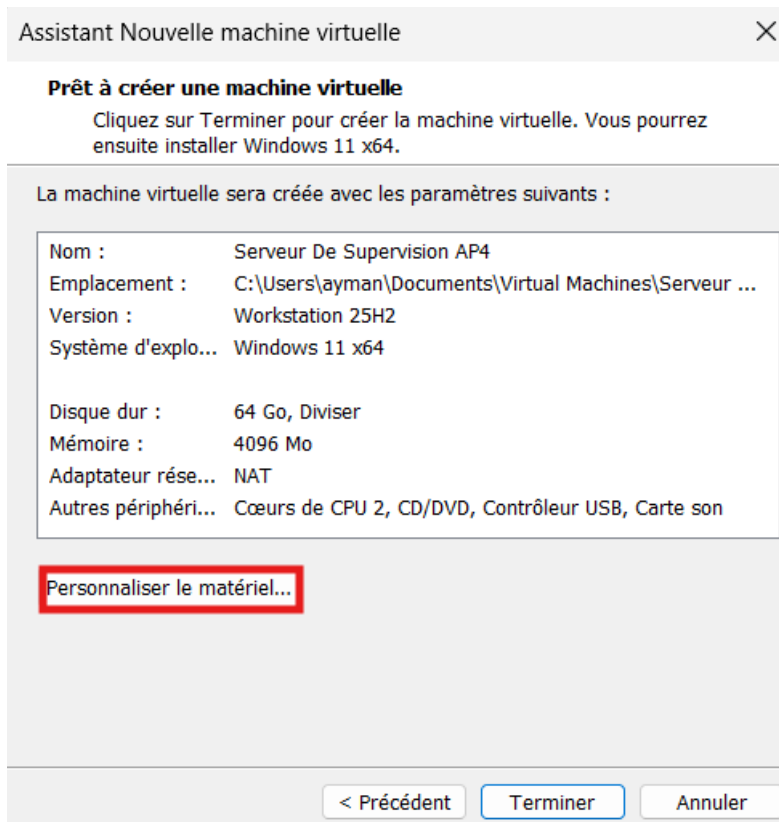 Assistant Nouvelle machine virtuelle
Prêt à créer une machine virtuelle
Cliquez sur Terminer pour créer la machine virtuelle. Vous pourrez
ensuite installer Windows 11 x64.
La machine virtuelle sera créée avec les paramètres suivants :
Nom : Serveur De Supervision AP4
Emplacement : C:\Users\ayman\Documents\Virtual Machines\Serveur ...
Version : Workstation 25H2
Système d'explo... Windows 11 x64
Disque dur : 64 Go, Diviser
Mémoire : 4096 Mo
Adaptateur rése... NAT
Autres périphéri... Cœurs de CPU 2, CD/DVD, Contrôleur USB, Carte son
Personnaliser le matériel...
< Précédent Terminer Annuler